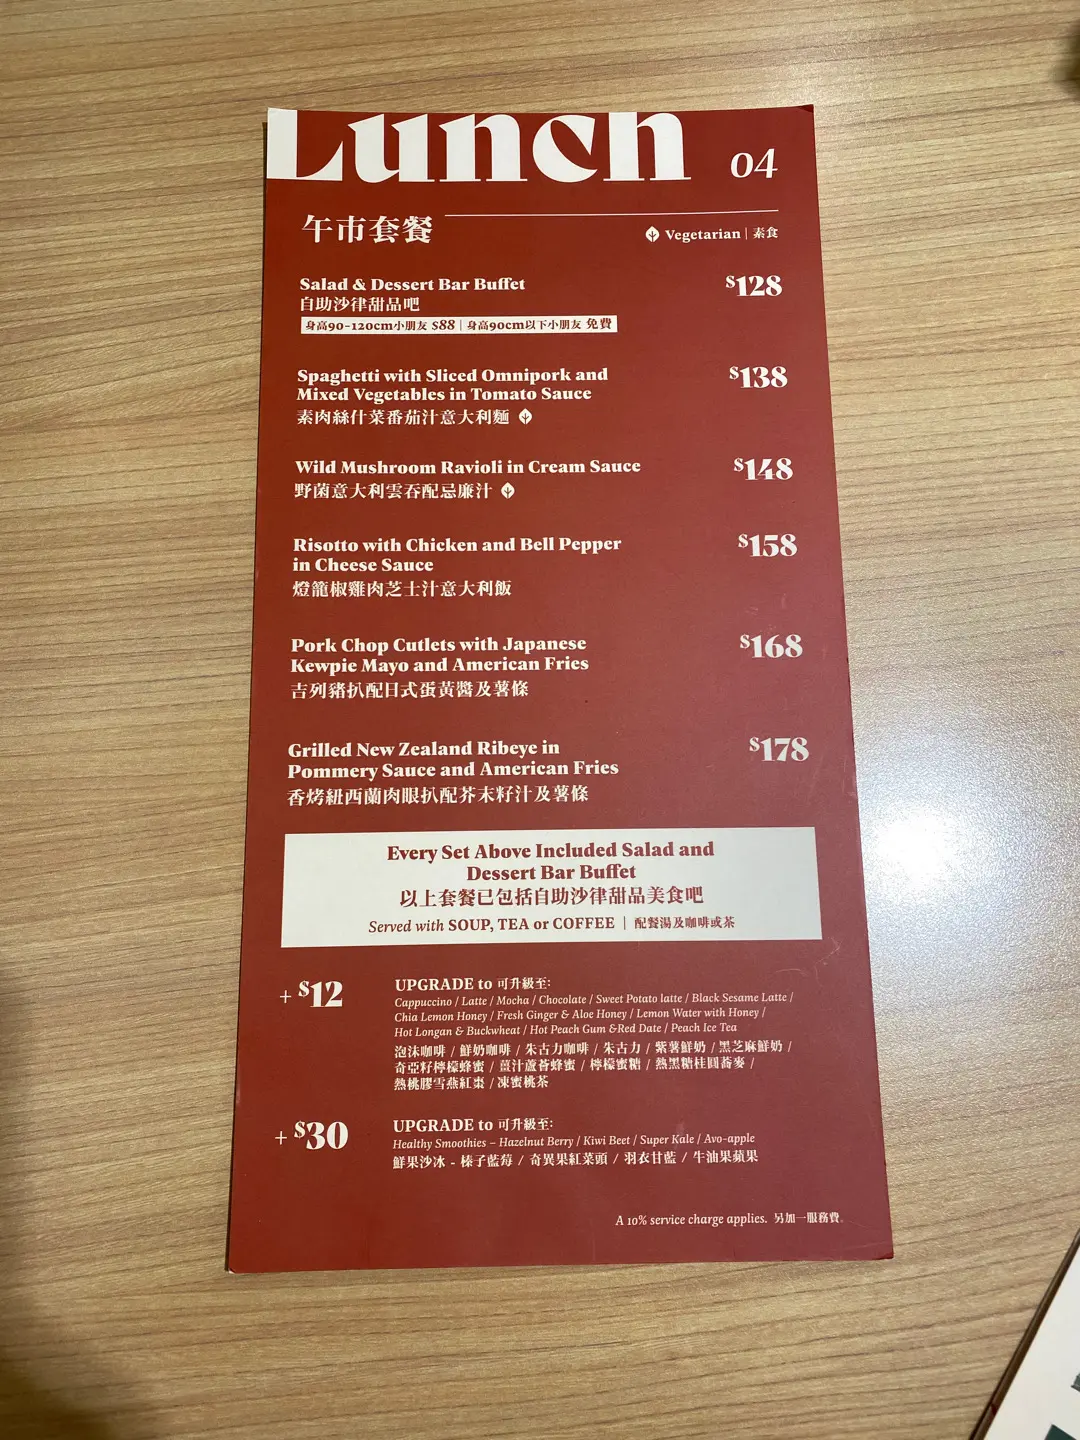 Lunch 04
午市套餐
Vegetarian | 素食
Salad & Dessert Bar Buffet $128
自助沙律甜品吧
身高90-120cm小朋友 $88 | 身高90cm以下小朋友 免費
Spaghetti with Sliced Omnipork and $138
Mixed Vegetables in Tomato Sauce
素肉絲什菜番茄汁意大利麵
Wild Mushroom Ravioli in Cream Sauce $148
野菌意大利雲吞配忌廉汁
Risotto with Chicken and Bell Pepper $158
in Cheese Sauce
燈籠椒雞肉芝士汁意大利飯
Pork Chop Cutlets with Japanese $168
Kewpie Mayo and American Fries
吉列豬扒配日式蛋黃醬及薯條
Grilled New Zealand Ribeye in $178
Pommery Sauce and American Fries
香烤紐西蘭肉眼扒配芥末籽汁及薯條
Every Set Above Included Salad and
Dessert Bar Buffet
以上套餐已包括自助沙律甜品美食吧
Served with SOUP, TEA or COFFEE | 配餐湯及咖啡或茶
+ $12 UPGRADE to 可升級至:
Cappuccino / Latte / Mocha / Chocolate / Sweet Potato latte / Black Sesame Latte /
Chia Lemon Honey / Fresh Ginger & Aloe Honey / Lemon Water with Honey /
Hot Longan & Buckwheat / Hot Peach Gum &Red Date / Peach Ice Tea
泡沫咖啡 / 鮮奶咖啡 / 朱古力咖啡 / 朱古力 / 紫薯鮮奶 / 黑芝麻鮮奶 /
奇亞籽檸檬蜂蜜 / 薑汁蘆薈蜂蜜 / 檸檬蜜糖 / 熱黑糖桂圓蕎麥 /
熱桃膠雪燕紅棗 / 凍蜜桃茶
+ $30 UPGRADE to 可升級至:
Healthy Smoothies – Hazelnut Berry / Kiwi Beet / Super Kale / Avo-apple
鮮果沙冰 - 榛子藍莓 / 奇異果紅菜頭 / 羽衣甘藍 / 牛油果蘋果
A 10% service charge applies. 另加一服務費。